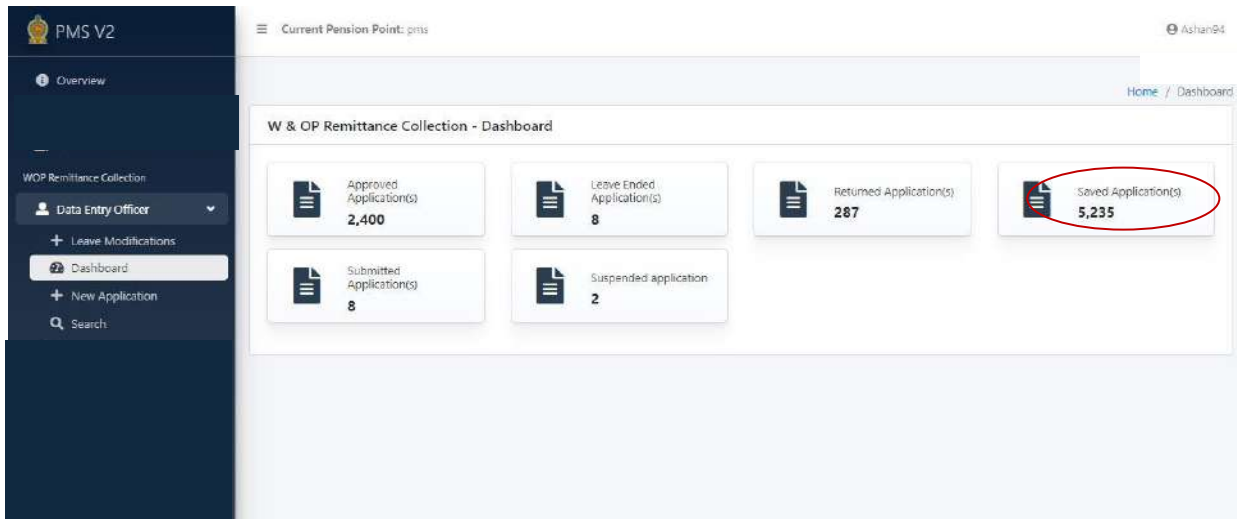 PMS V2
Current Pension Point: pms
Ashan94
Overview
Home / Dashboard
W & OP Remittance Collection - Dashboard
WOP Remittance Collection
Data Entry Officer
Leave Modifications
Dashboard
New Application
Search
Approved
Application(s)
2,400
Leave Ended
Application(s)
8
Returned Application(s)
287
Saved Application(s)
5,235
Submitted
Application(s)
8
Suspended application
2